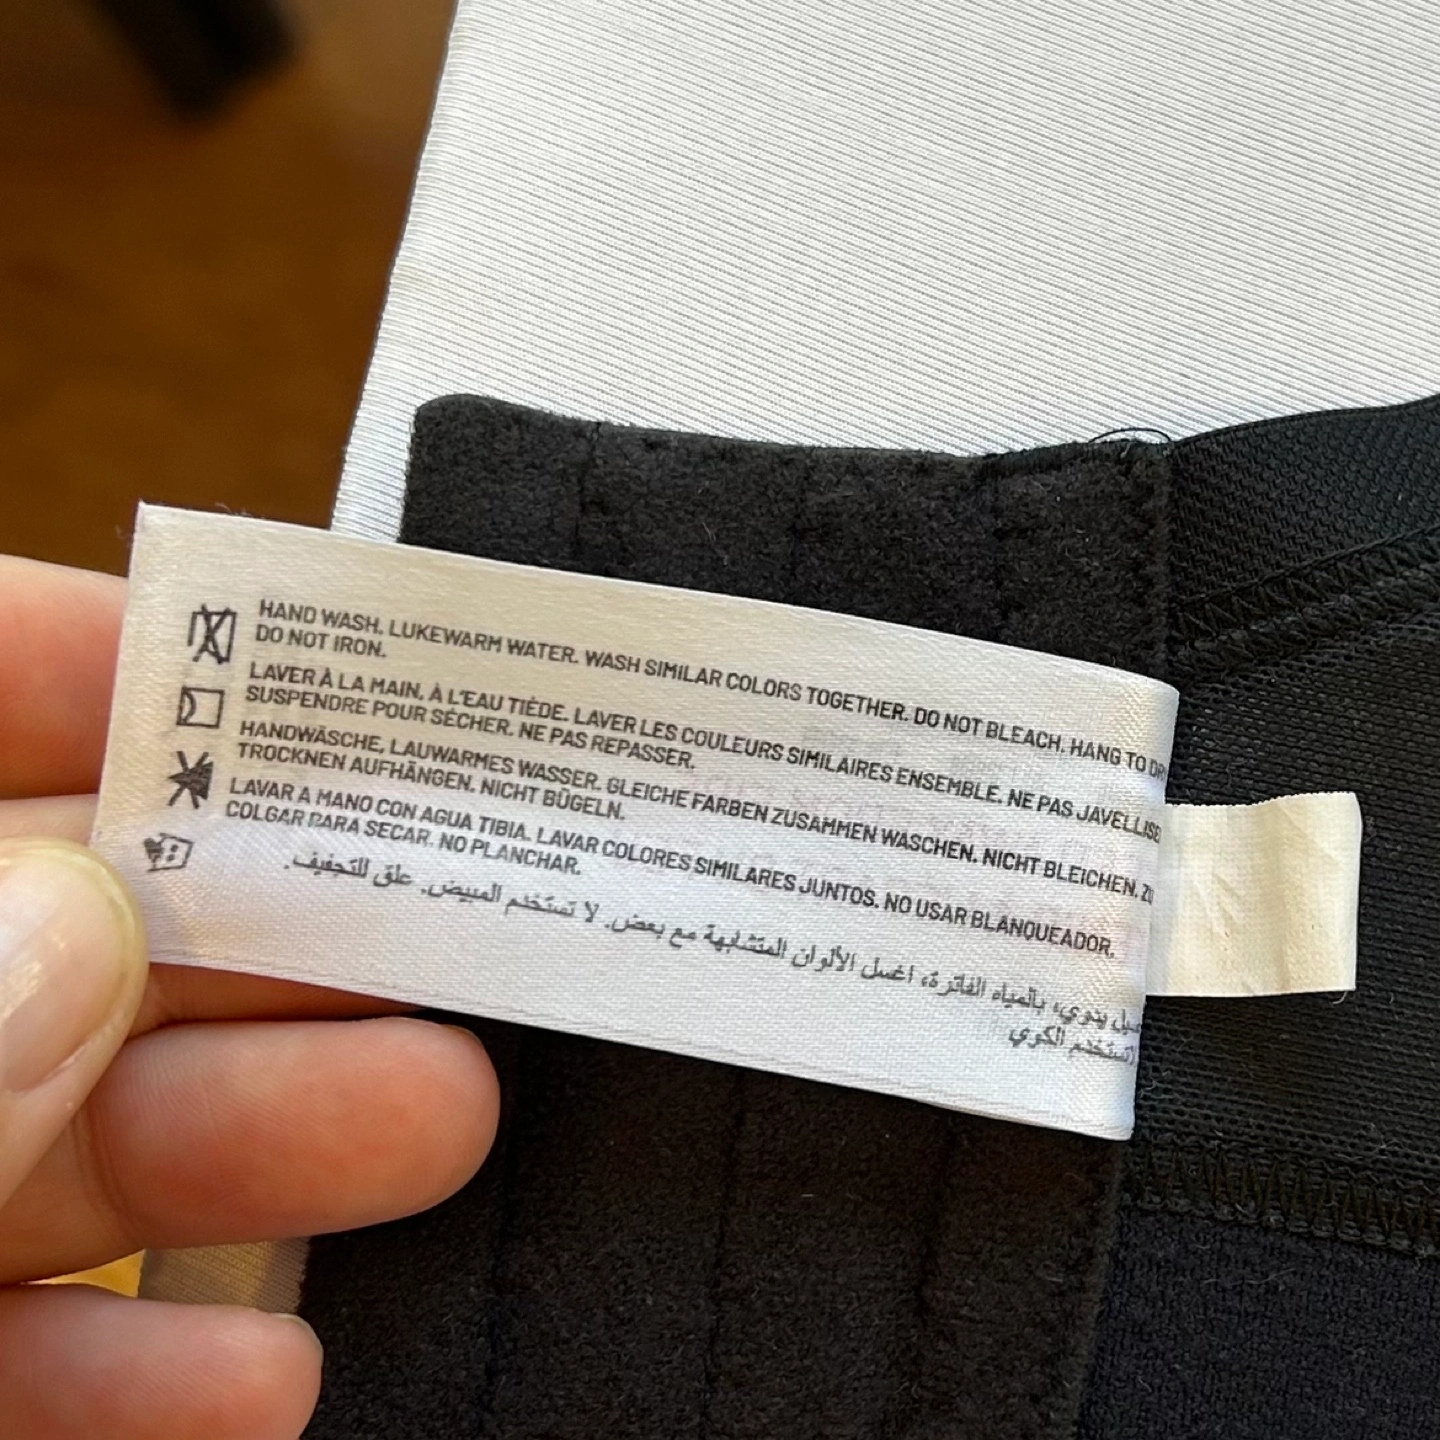 HAND WASH. LUKEWARM WATER. WASH SIMILAR COLORS TOGETHER. DO NOT BLEACH. HANG TO DR
DO NOT IRON.
LAVER À LA MAIN. À L'EAU TIÈDE. LAVER LES COULEURS SIMILAIRES ENSEMBLE. NE PAS JAVELLISE
SUSPENDRE POUR SÉCHER. NE PAS REPASSER.
HANDWÄSCHE, LAUWARMES WASSER. GLEICHE FARBEN ZUSAMMEN WASCHEN. NICHT BLEICHEN. ZU
TROCKNEN AUFHÄNGEN. NICHT BÜGELN.
LAVAR A MANO CON AGUA TIBIA. LAVAR COLORES SIMILARES JUNTOS. NO USAR BLANQUEADOR.
COLGAR PARA SECAR. NO PLANCHAR.
يدوي، بالمياه الفاترة، اغسل الألوان المتشابهة مع بعض. لا تستخدم المبيض. علق للتجفيف.
تستخدم الكوي